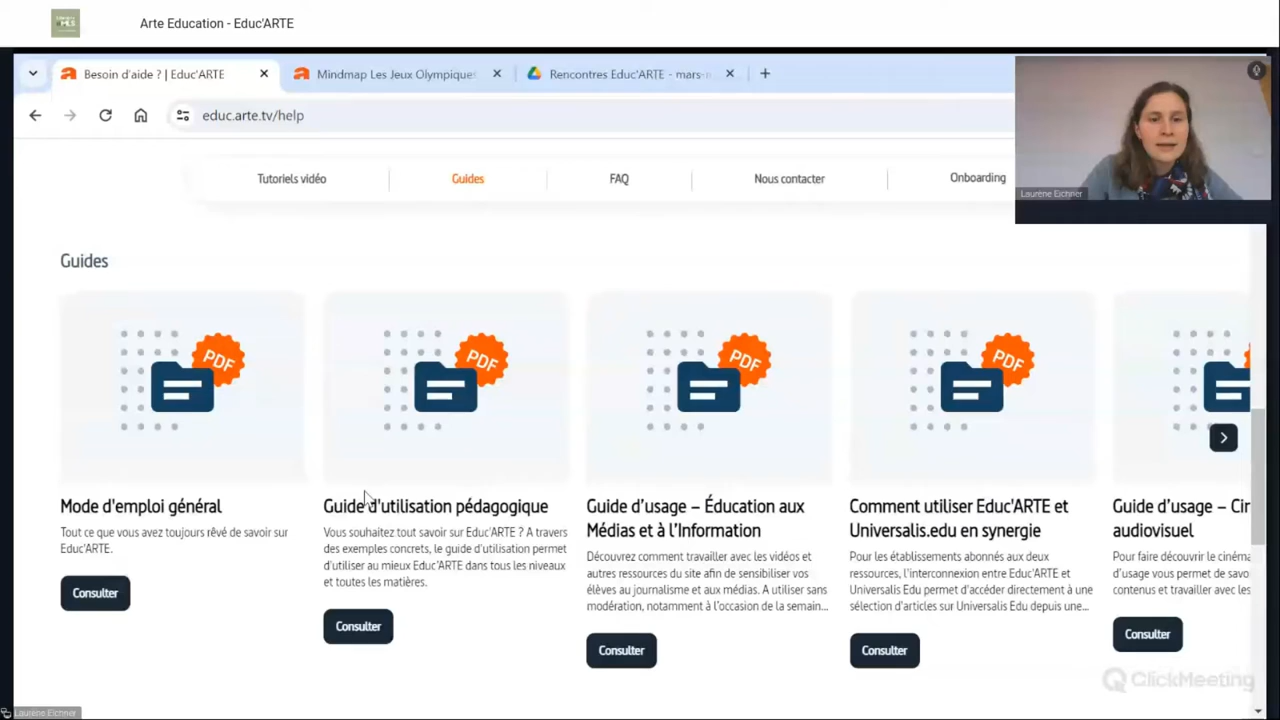 Arte Education - Educ'ARTE
Besoin d'aide ? | Educ'ARTE
Mindmap Les Jeux Olympiques
Rencontres Educ'ARTE - mars-
educ.arte.tv/help
Laurène Eichner
Tutoriels vidéo
Guides
FAQ
Nous contacter
Onboarding
Guides
PDF
PDF
PDF
PDF
Mode d'emploi général
Tout ce que vous avez toujours rêvé de savoir sur
Educ'ARTE.
Consulter
Guide d'utilisation pédagogique
Vous souhaitez tout savoir sur Educ'ARTE ? A travers
des exemples concrets, le guide d'utilisation permet
d'utiliser au mieux Educ'ARTE dans tous les niveaux
et toutes les matières.
Consulter
Guide d'usage – Éducation aux
Médias et à l'Information
Découvrez comment travailler avec les vidéos et
autres ressources du site afin de sensibiliser vos
élèves au journalisme et aux médias. A utiliser sans
modération, notamment à l'occasion de la semain...
Consulter
Comment utiliser Educ'ARTE et
Universalis.edu en synergie
Pour les établissements abonnés aux deux
ressources, l'interconnexion entre Educ'ARTE et
Universalis Edu permet d'accéder directement à une
sélection d'articles sur Universalis Edu depuis une...
Consulter
Guide d'usage – Cir
audiovisuel
Pour faire découvrir le cinéma
d'usage vous permet de savo
contenus et travailler avec les
Consulter
ClickMeeting
Laurène Eichner